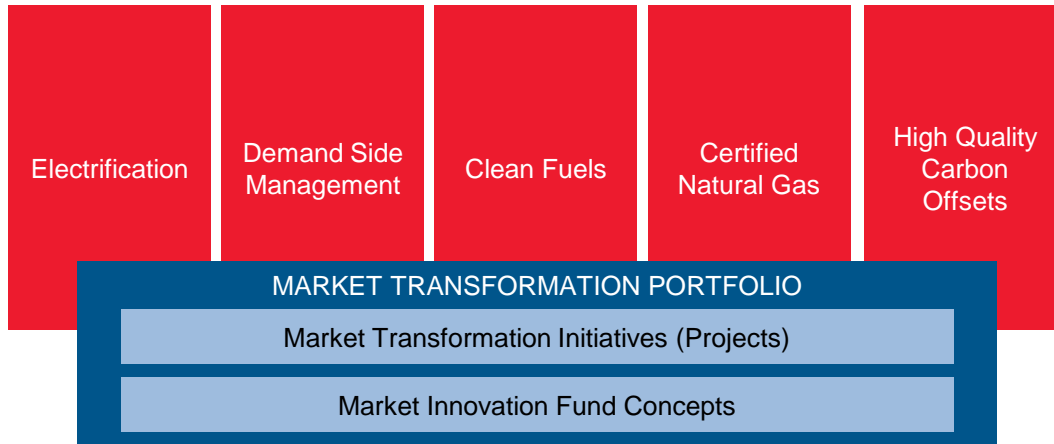 Electrification
Demand Side
Management
Clean Fuels
Certified
Natural Gas
High Quality
Carbon
Offsets
MARKET TRANSFORMATION PORTFOLIO
Market Transformation Initiatives (Projects)
Market Innovation Fund Concepts